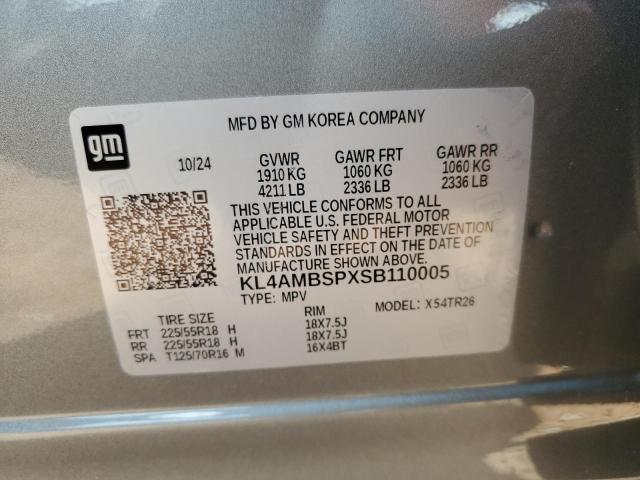 gm
MFD BY GM KOREA COMPANY
10/24 GVWR GAWR FRT GAWR RR
1910 KG 1060 KG 1060 KG
4211 LB 2336 LB 2336 LB
THIS VEHICLE CONFORMS TO ALL
APPLICABLE U.S. FEDERAL MOTOR
VEHICLE SAFETY AND THEFT PREVENTION
STANDARDS IN EFFECT ON THE DATE OF
MANUFACTURE SHOWN ABOVE.
KL4AMBSPXSB110005
TYPE: MPV MODEL: X54TR26
TIRE SIZE RIM
FRT 225/55R18 H 18X7.5J
RR 225/55R18 H 18X7.5J
SPA T125/70R16 M 16X4BT